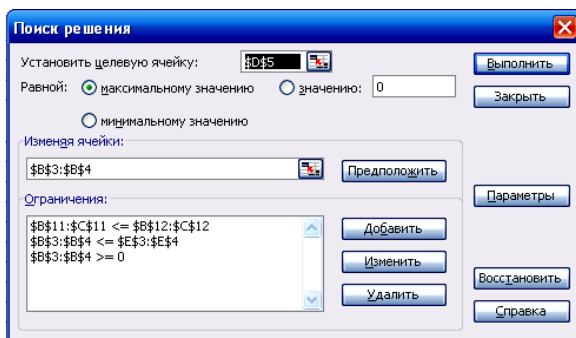 Поиск решения
Установить целевую ячейку: $D$5 Выполнить
Равной: максимальному значению значению: 0 Закрыть
минимальному значению
Изменяя ячейки:
$B$3:$B$4 Предположить
Параметры
Ограничения:
$B$11:$C$11 <= $B$12:$C$12 Добавить
$B$3:$B$4 <= $E$3:$E$4
$B$3:$B$4 >= 0 Изменить
Восстановить
Удалить
Справка